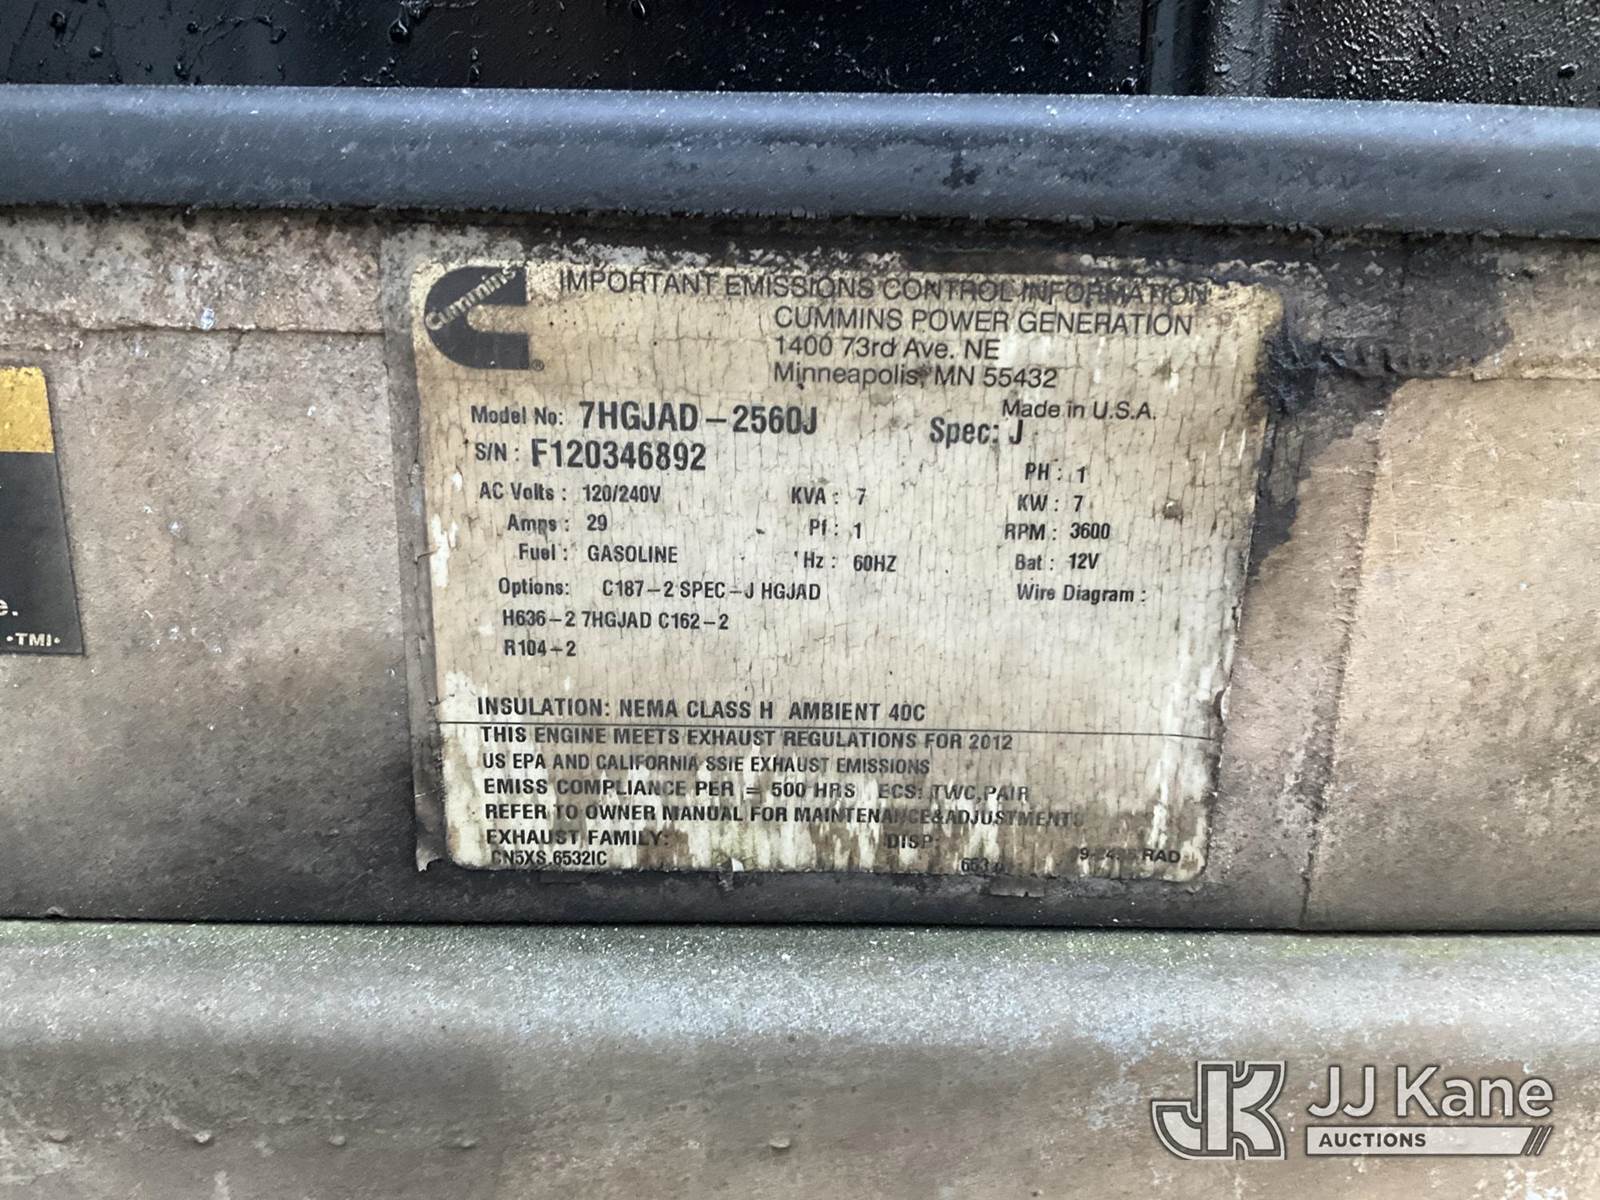 Cummins
IMPORTANT EMISSIONS CONTROL INFORMATION
CUMMINS POWER GENERATION
1400 73rd Ave. NE
Minneapolis, MN 55432
Made in U.S.A.
Model No: 7HGJAD-2560J Spec: J
S/N: F120346892 PH: 1
AC Volts: 120/240V KVA: 7 KW: 7
Amps: 29 Pf: 1 RPM: 3600
Fuel: GASOLINE Hz: 60HZ Bat: 12V
Options: C187-2 SPEC-J HGJAD Wire Diagram:
H636-2 7HGJAD C162-2
R104-2
INSULATION: NEMA CLASS H AMBIENT 40C
THIS ENGINE MEETS EXHAUST REGULATIONS FOR 2012
US EPA AND CALIFORNIA SSIE EXHAUST EMISSIONS
EMISS COMPLIANCE PER = 500 HRS ECS: TWC,PAIR
REFER TO OWNER MANUAL FOR MAINTENANCE&ADJUSTMENTS
EXHAUST FAMILY: DISP:
CN5XS.6532IC RAD
e.
•TMI•
JK JJ Kane
AUCTIONS